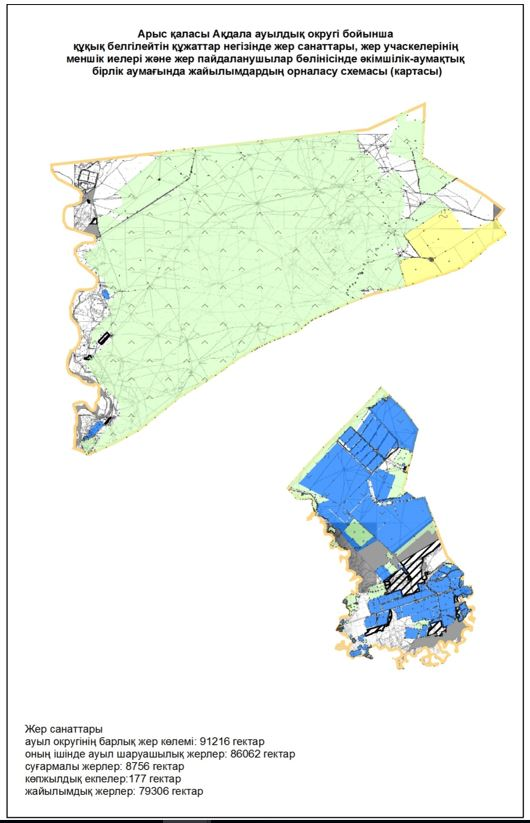 Арыс қаласы Ақдала ауылдық округі бойынша
құқық белгілейтін құжаттар негізінде жер санаттары, жер учаскелерінің
меншік иелері және жер пайдаланушылар бөлінісінде әкімшілік-аумақтық
бірлік аумағында жайылымдардың орналасу схемасы (картасы)
Жер санаттары
ауыл округінің барлық жер көлемі: 91216 гектар
оның ішінде ауыл шаруашылық жерлер: 86062 гектар
суғармалы жерлер: 8756 гектар
көпжылдық екпелер:177 гектар
жайылымдық жерлер: 79306 гектар